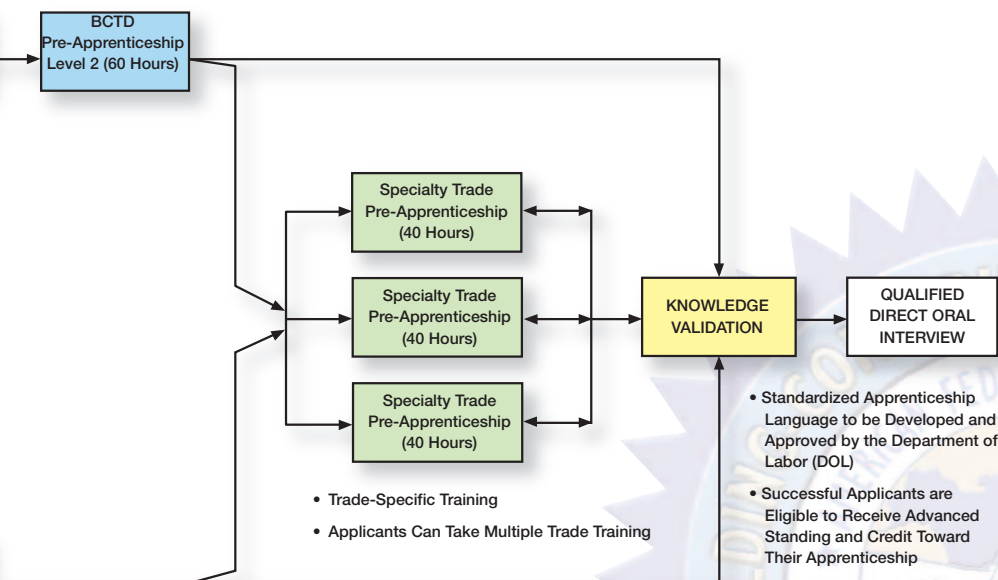 BCTD
Pre-Apprenticeship
Level 2 (60 Hours)
Specialty Trade
Pre-Apprenticeship
(40 Hours)
Specialty Trade
Pre-Apprenticeship
(40 Hours)
Specialty Trade
Pre-Apprenticeship
(40 Hours)
KNOWLEDGE
VALIDATION
QUALIFIED
DIRECT ORAL
INTERVIEW
• Trade-Specific Training
• Applicants Can Take Multiple Trade Training
• Standardized Apprenticeship
Language to be Developed and
Approved by the Department of
Labor (DOL)
• Successful Applicants are
Eligible to Receive Advanced
Standing and Credit Toward
Their Apprenticeship